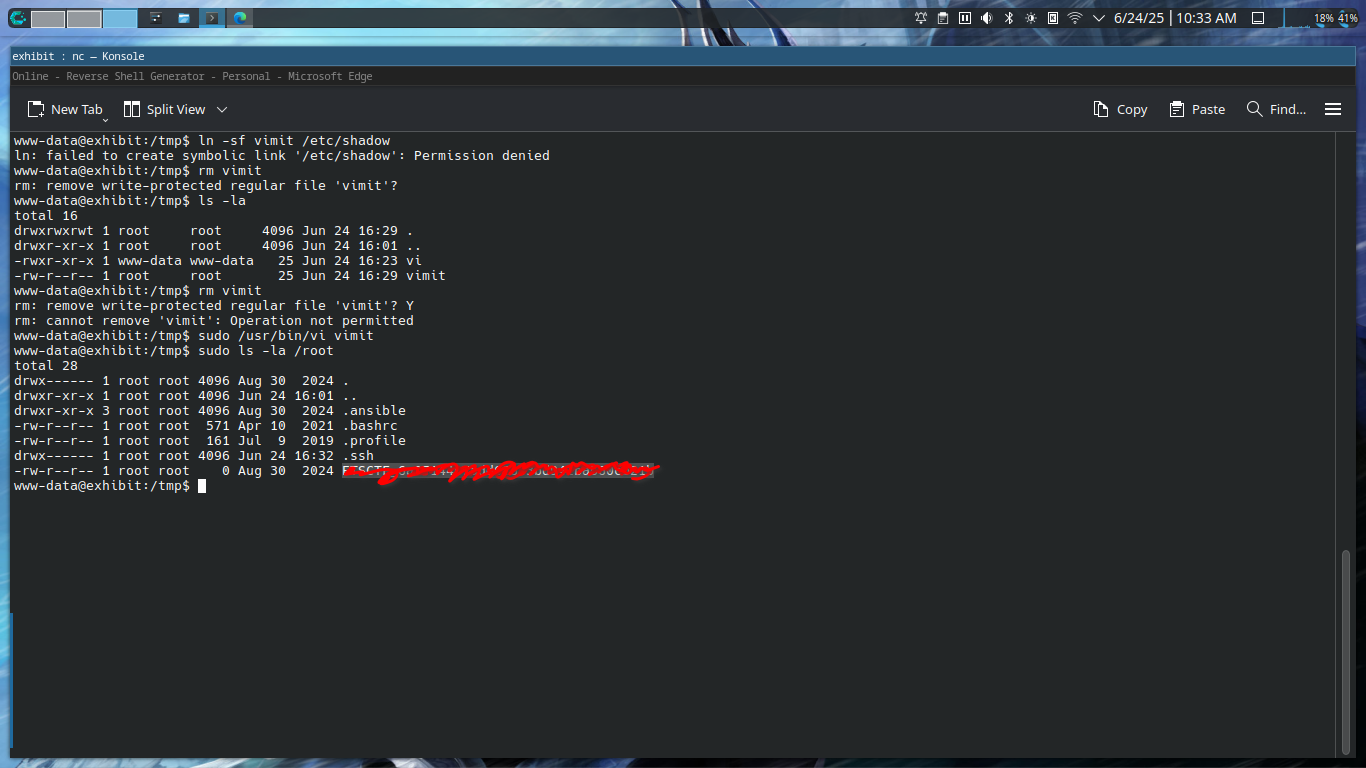 6/24/25 10:33 AM 18% 41%
exhibit : nc — Konsole
Online - Reverse Shell Generator - Personal - Microsoft Edge
New Tab Split View Copy Paste Find...
www-data@exhibit:/tmp$ ln -sf vimit /etc/shadow
ln: failed to create symbolic link '/etc/shadow': Permission denied
www-data@exhibit:/tmp$ rm vimit
rm: remove write-protected regular file 'vimit'?
www-data@exhibit:/tmp$ ls -la
total 16
drwxrwxrwt 1 root     root     4096 Jun 24 16:29 .
drwxr-xr-x 1 root     root     4096 Jun 24 16:01 ..
-rwxr-xr-x 1 www-data www-data   25 Jun 24 16:23 vi
-rw-r--r-- 1 root     root       25 Jun 24 16:29 vimit
www-data@exhibit:/tmp$ rm vimit
rm: remove write-protected regular file 'vimit'? Y
rm: cannot remove 'vimit': Operation not permitted
www-data@exhibit:/tmp$ sudo /usr/bin/vi vimit
www-data@exhibit:/tmp$ sudo ls -la /root
total 28
drwx------ 1 root root 4096 Aug 30  2024 .
drwxr-xr-x 1 root root 4096 Jun 24 16:01 ..
drwxr-xr-x 3 root root 4096 Aug 30  2024 .ansible
-rw-r--r-- 1 root root  571 Apr 10  2021 .bashrc
-rw-r--r-- 1 root root  161 Jul  9  2019 .profile
drwx------ 1 root root 4096 Jun 24 16:32 .ssh
-rw-r--r-- 1 root root    0 Aug 30  2024
www-data@exhibit:/tmp$